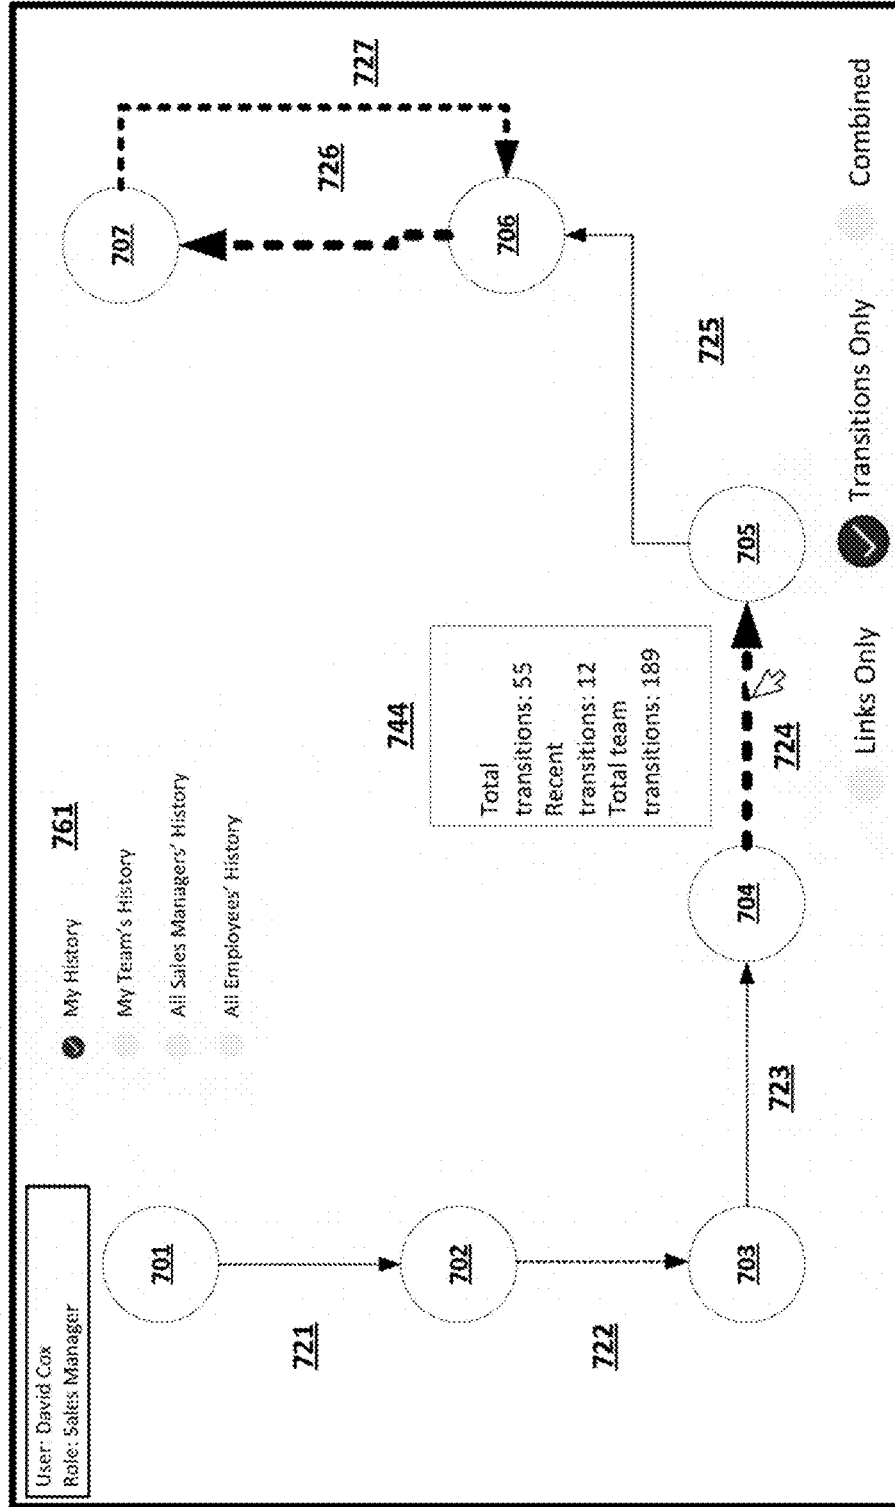 User: David Cox
Role: Sales Manager
My History
761
My Team's History
All Sales Managers' History
All Employees' History
701
721
702
722
703
723
704
744
Total
transitions: 55
Recent
transitions: 12
Total team
transitions: 189
724
705
725
706
726
727
707
Links Only
Transitions Only
Combined